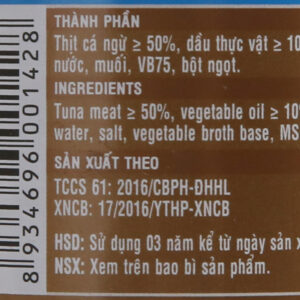 THÀNH PHẦN
Thịt cá ngừ ≥ 50%, dầu thực vật ≥ 10
nước, muối, VB75, bột ngọt.
INGREDIENTS
Tuna meat ≥ 50%, vegetable oil ≥ 10
water, salt, vegetable broth base, MS
SẢN XUẤT THEO
TCCS 61: 2016/CBPH-ĐHHL
XNCB: 17/2016/YTHP-XNCB
HSD: Sử dụng 03 năm kể từ ngày sản x
NSX: Xem trên bao bì sản phẩm.
8 934696 001428